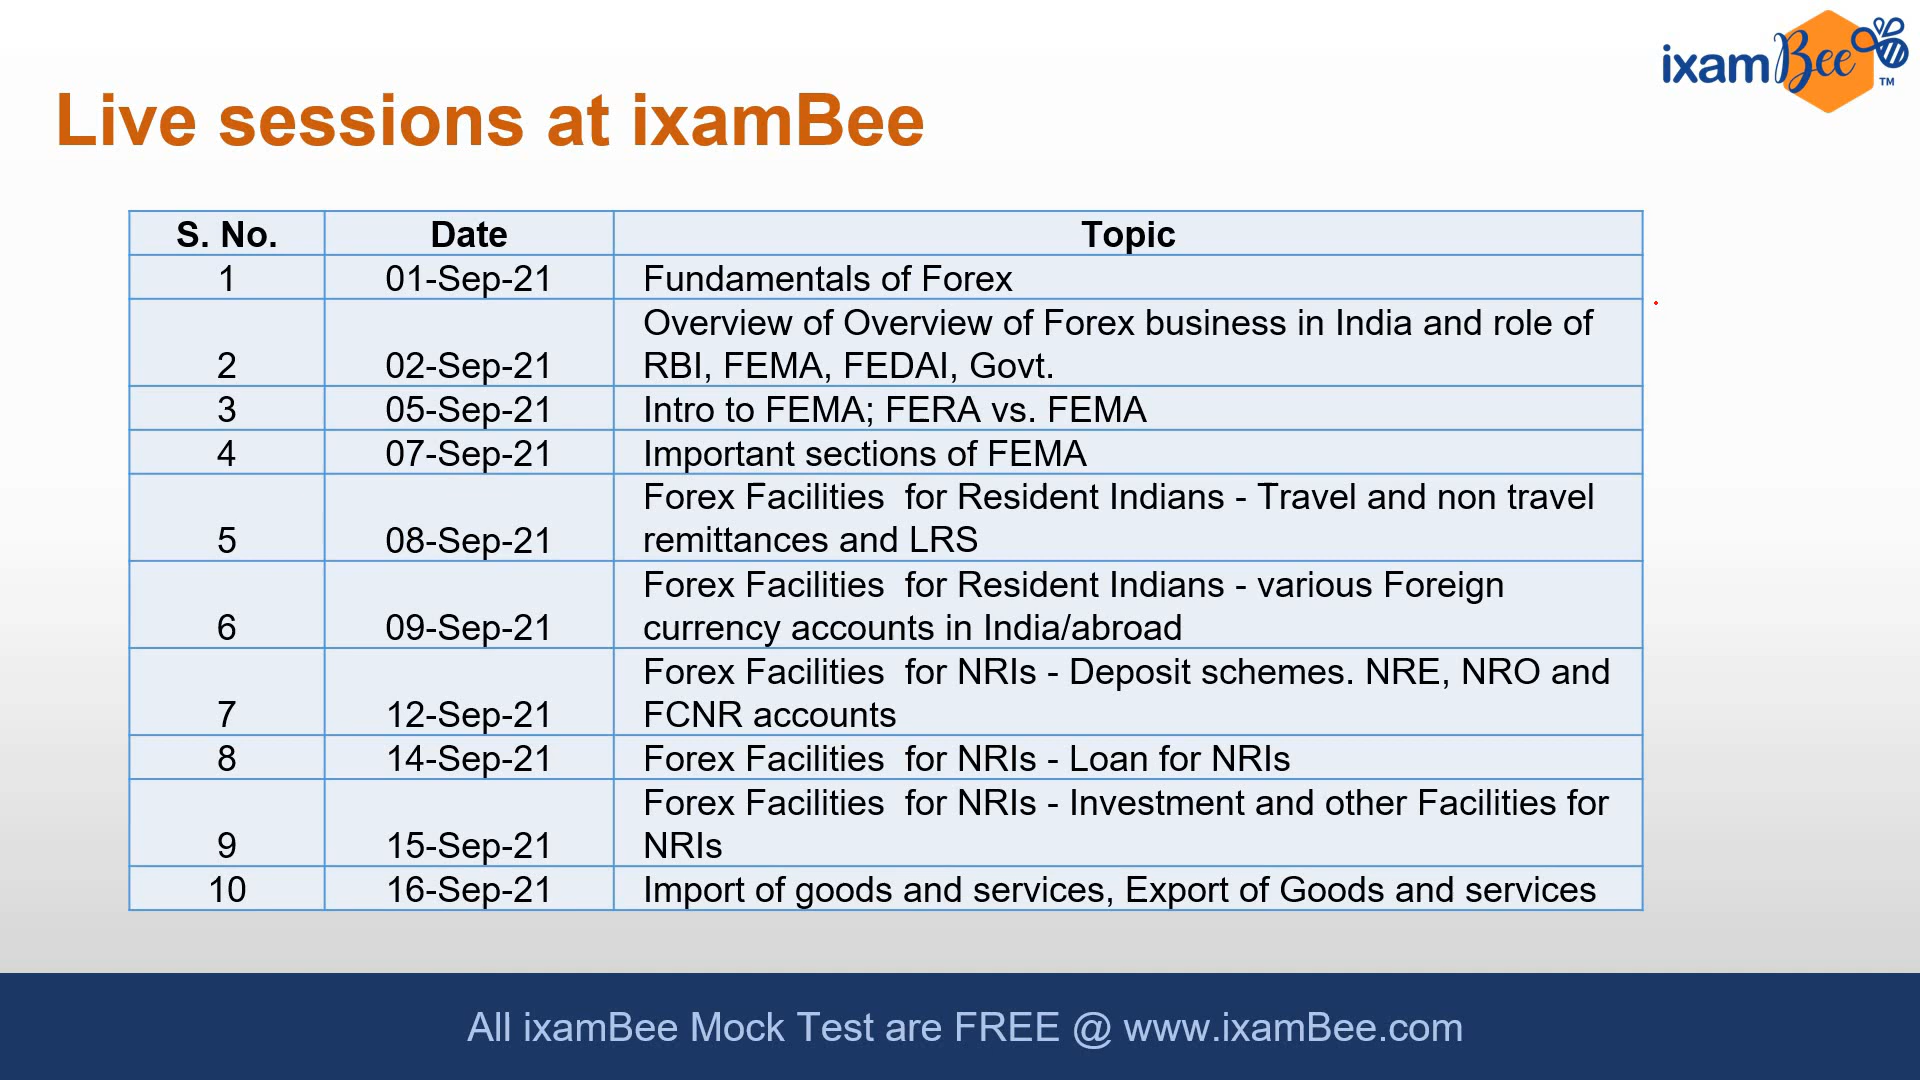 ixamBee
TM
Live sessions at ixamBee
S. No. Date Topic
1 01-Sep-21 Fundamentals of Forex
2 02-Sep-21 Overview of Overview of Forex business in India and role of
RBI, FEMA, FEDAI, Govt.
3 05-Sep-21 Intro to FEMA; FERA vs. FEMA
4 07-Sep-21 Important sections of FEMA
5 08-Sep-21 Forex Facilities  for Resident Indians - Travel and non travel
remittances and LRS
6 09-Sep-21 Forex Facilities  for Resident Indians - various Foreign
currency accounts in India/abroad
7 12-Sep-21 Forex Facilities  for NRIs - Deposit schemes. NRE, NRO and
FCNR accounts
8 14-Sep-21 Forex Facilities  for NRIs - Loan for NRIs
9 15-Sep-21 Forex Facilities  for NRIs - Investment and other Facilities for
NRIs
10 16-Sep-21 Import of goods and services, Export of Goods and services
All ixamBee Mock Test are FREE @ www.ixamBee.com